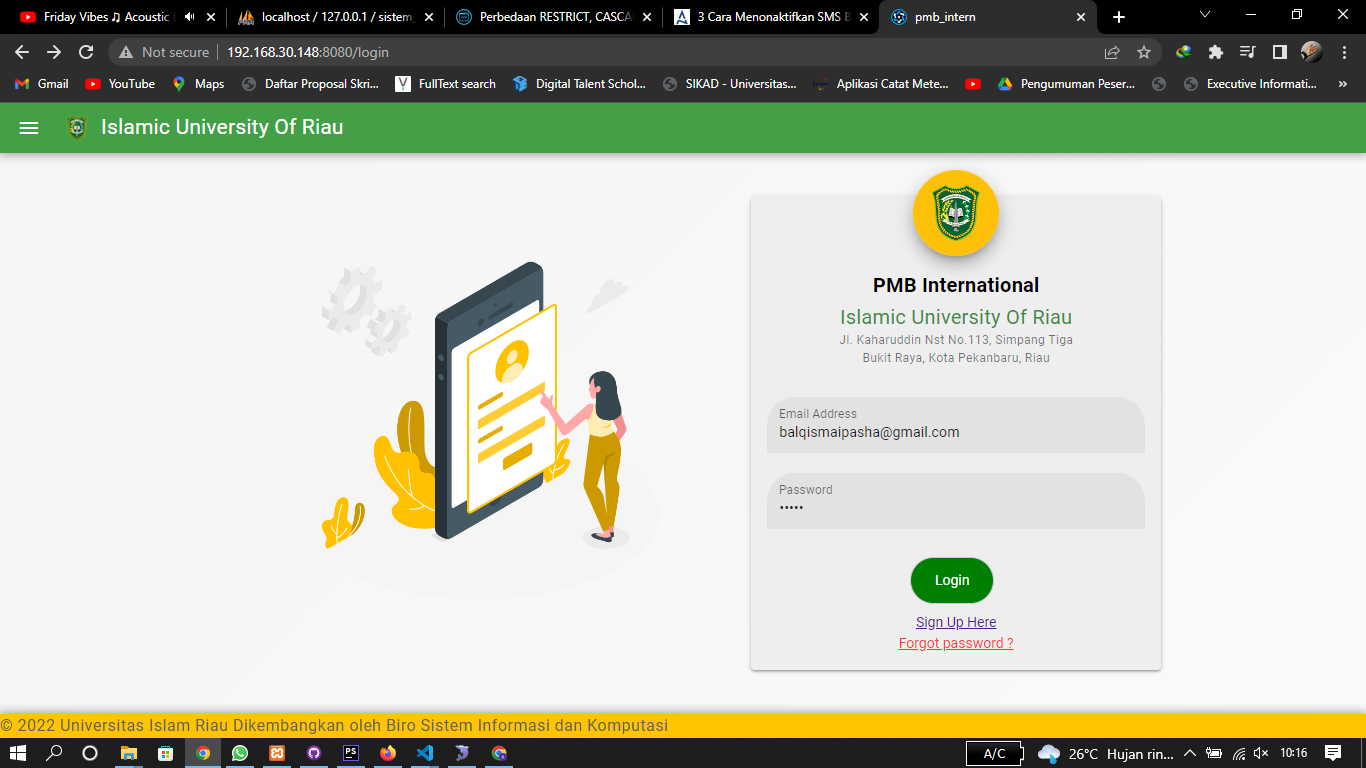 Friday Vibes ♫ Acoustic
localhost / 127.0.0.1 / sistem_
Perbedaan RESTRICT, CASCA
3 Cara Menonaktifkan SMS B
pmb_intern
Not secure
192.168.30.148:8080/login
Gmail
YouTube
Maps
Daftar Proposal Skri...
FullText search
Digital Talent Schol...
SIKAD - Universitas...
Aplikasi Catat Mete...
Pengumuman Peser...
Executive Informati...
»
Islamic University Of Riau
PMB International
Islamic University Of Riau
Jl. Kaharuddin Nst No.113, Simpang Tiga
Bukit Raya, Kota Pekanbaru, Riau
Email Address
balqismaipasha@gmail.com
Password
•••••
Login
Sign Up Here
Forgot password ?
© 2022 Universitas Islam Riau Dikembangkan oleh Biro Sistem Informasi dan Komputasi
PS
A/C
26°C Hujan rin...
10:16